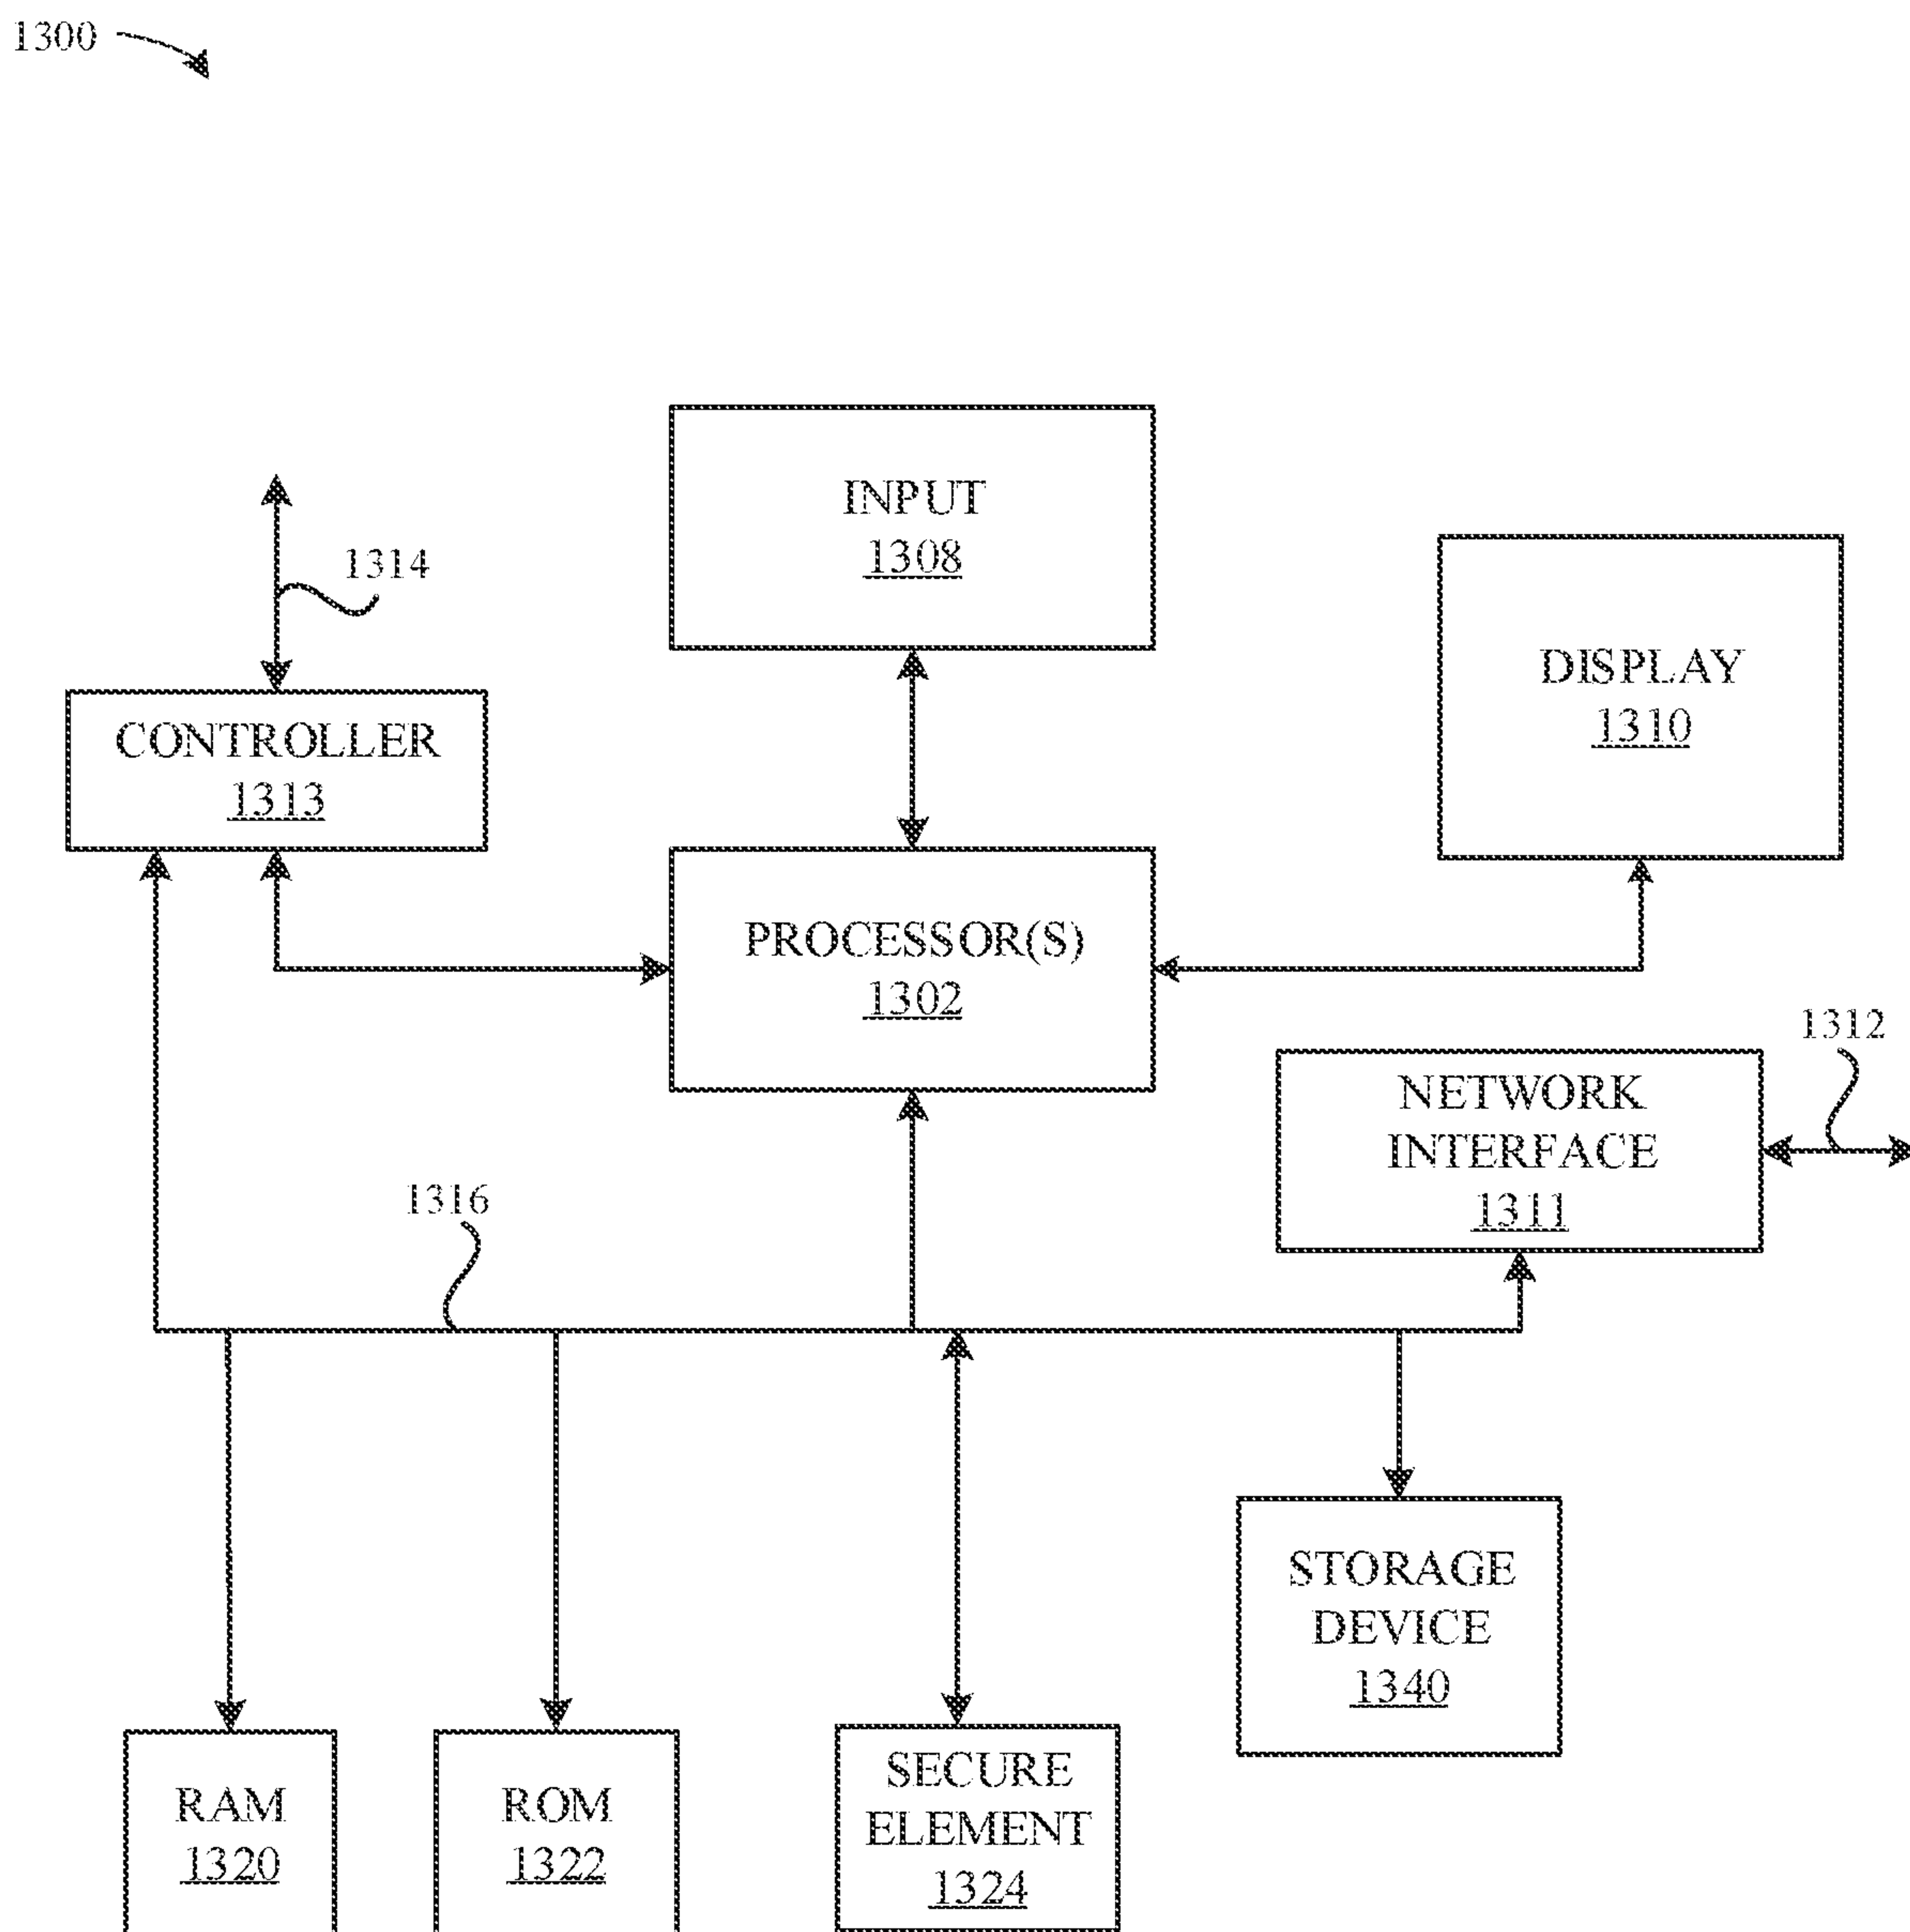 1300
INPUT
1308
1314
DISPLAY
1310
CONTROLLER
1313
PROCESSOR(S)
1302
1312
NETWORK
INTERFACE
1311
1316
STORAGE
DEVICE
1340
RAM
1320
ROM
1322
SECURE
ELEMENT
1324